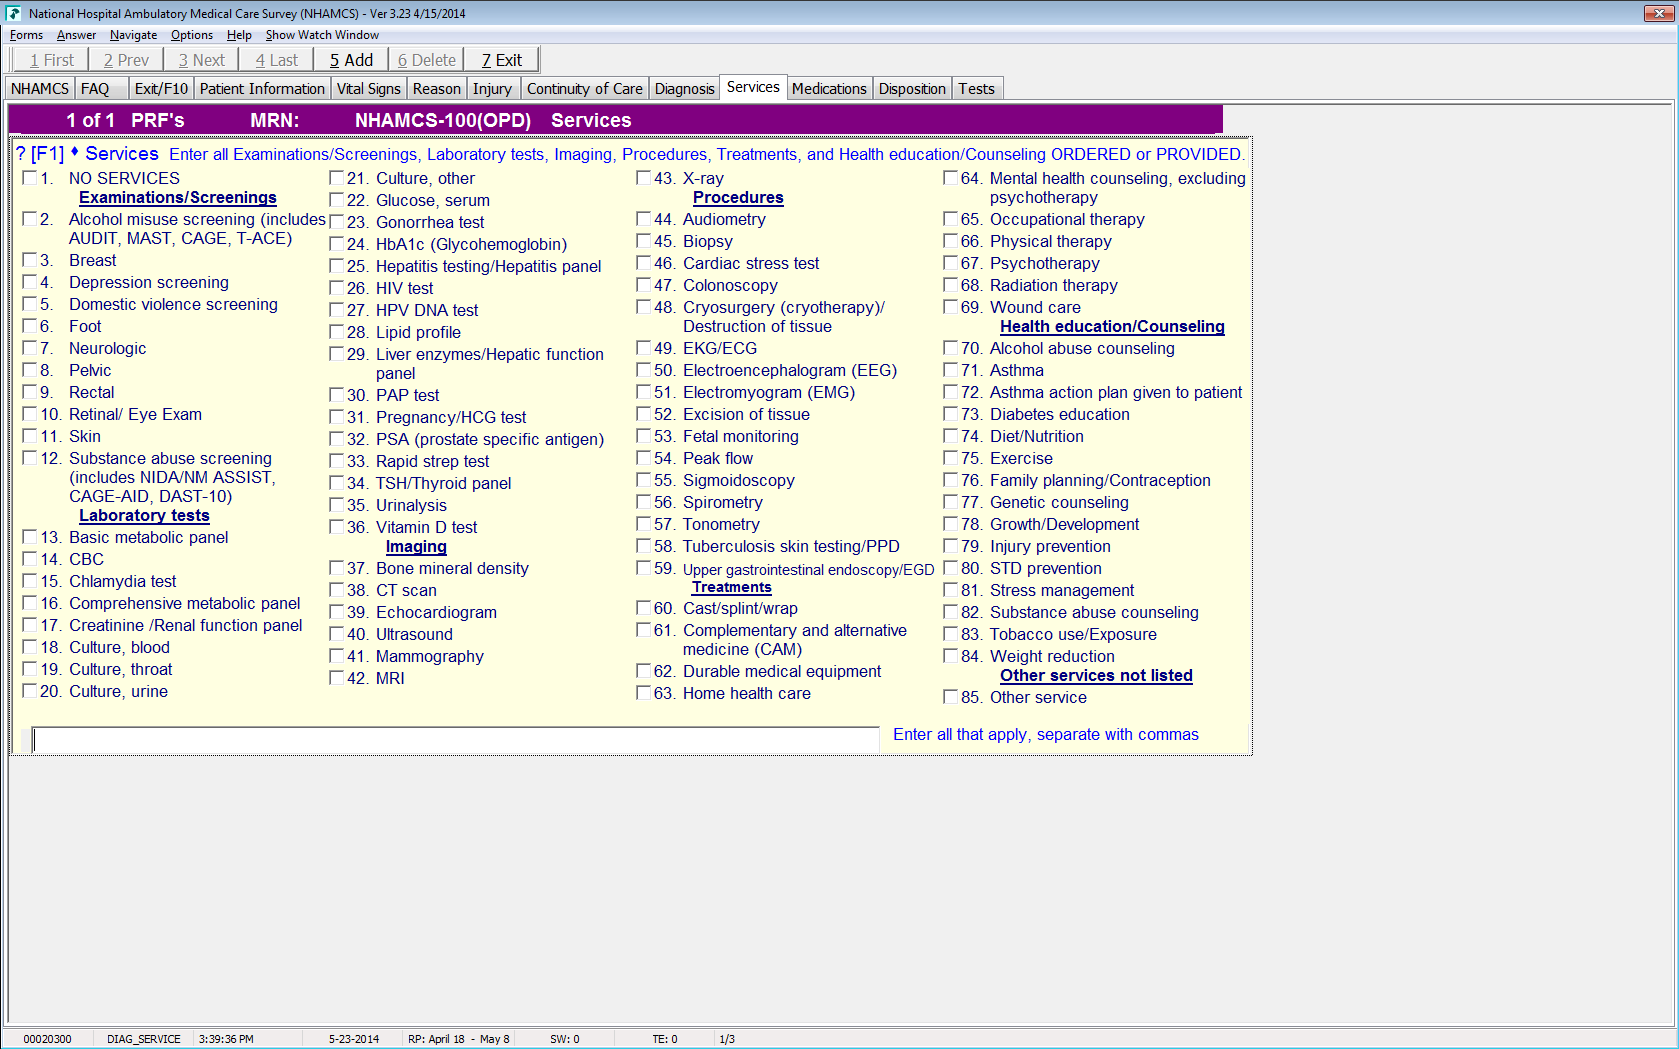 National Hospital Ambulatory Medical Care Survey (NHAMCS) - Ver 3.23 4/15/2014
Forms Answer Navigate Options Help Show Watch Window
1 First 2 Prev 3 Next 4 Last 5 Add 6 Delete 7 Exit
NHAMCS FAQ Exit/F10 Patient Information Vital Signs Reason Injury Continuity of Care Diagnosis Services Medications Disposition Tests
1 of 1 PRF's MRN: NHAMCS-100(OPD) Services
? [F1] ♦ Services Enter all Examinations/Screenings, Laboratory tests, Imaging, Procedures, Treatments, and Health education/Counseling ORDERED or PROVIDED.
1. NO SERVICES
Examinations/Screenings
2. Alcohol misuse screening (includes
AUDIT, MAST, CAGE, T-ACE)
3. Breast
4. Depression screening
5. Domestic violence screening
6. Foot
7. Neurologic
8. Pelvic
9. Rectal
10. Retinal/ Eye Exam
11. Skin
12. Substance abuse screening
(includes NIDA/NM ASSIST,
CAGE-AID, DAST-10)
Laboratory tests
13. Basic metabolic panel
14. CBC
15. Chlamydia test
16. Comprehensive metabolic panel
17. Creatinine /Renal function panel
18. Culture, blood
19. Culture, throat
20. Culture, urine
21. Culture, other
22. Glucose, serum
23. Gonorrhea test
24. HbA1c (Glycohemoglobin)
25. Hepatitis testing/Hepatitis panel
26. HIV test
27. HPV DNA test
28. Lipid profile
29. Liver enzymes/Hepatic function
panel
30. PAP test
31. Pregnancy/HCG test
32. PSA (prostate specific antigen)
33. Rapid strep test
34. TSH/Thyroid panel
35. Urinalysis
36. Vitamin D test
Imaging
37. Bone mineral density
38. CT scan
39. Echocardiogram
40. Ultrasound
41. Mammography
42. MRI
43. X-ray
Procedures
44. Audiometry
45. Biopsy
46. Cardiac stress test
47. Colonoscopy
48. Cryosurgery (cryotherapy)/
Destruction of tissue
49. EKG/ECG
50. Electroencephalogram (EEG)
51. Electromyogram (EMG)
52. Excision of tissue
53. Fetal monitoring
54. Peak flow
55. Sigmoidoscopy
56. Spirometry
57. Tonometry
58. Tuberculosis skin testing/PPD
59. Upper gastrointestinal endoscopy/EGD
Treatments
60. Cast/splint/wrap
61. Complementary and alternative
medicine (CAM)
62. Durable medical equipment
63. Home health care
64. Mental health counseling, excluding
psychotherapy
65. Occupational therapy
66. Physical therapy
67. Psychotherapy
68. Radiation therapy
69. Wound care
Health education/Counseling
70. Alcohol abuse counseling
71. Asthma
72. Asthma action plan given to patient
73. Diabetes education
74. Diet/Nutrition
75. Exercise
76. Family planning/Contraception
77. Genetic counseling
78. Growth/Development
79. Injury prevention
80. STD prevention
81. Stress management
82. Substance abuse counseling
83. Tobacco use/Exposure
84. Weight reduction
Other services not listed
85. Other service
Enter all that apply, separate with commas
00020300 DIAG_SERVICE 3:39:36 PM 5-23-2014 RP: April 18 - May 8 SW: 0 TE: 0 1/3